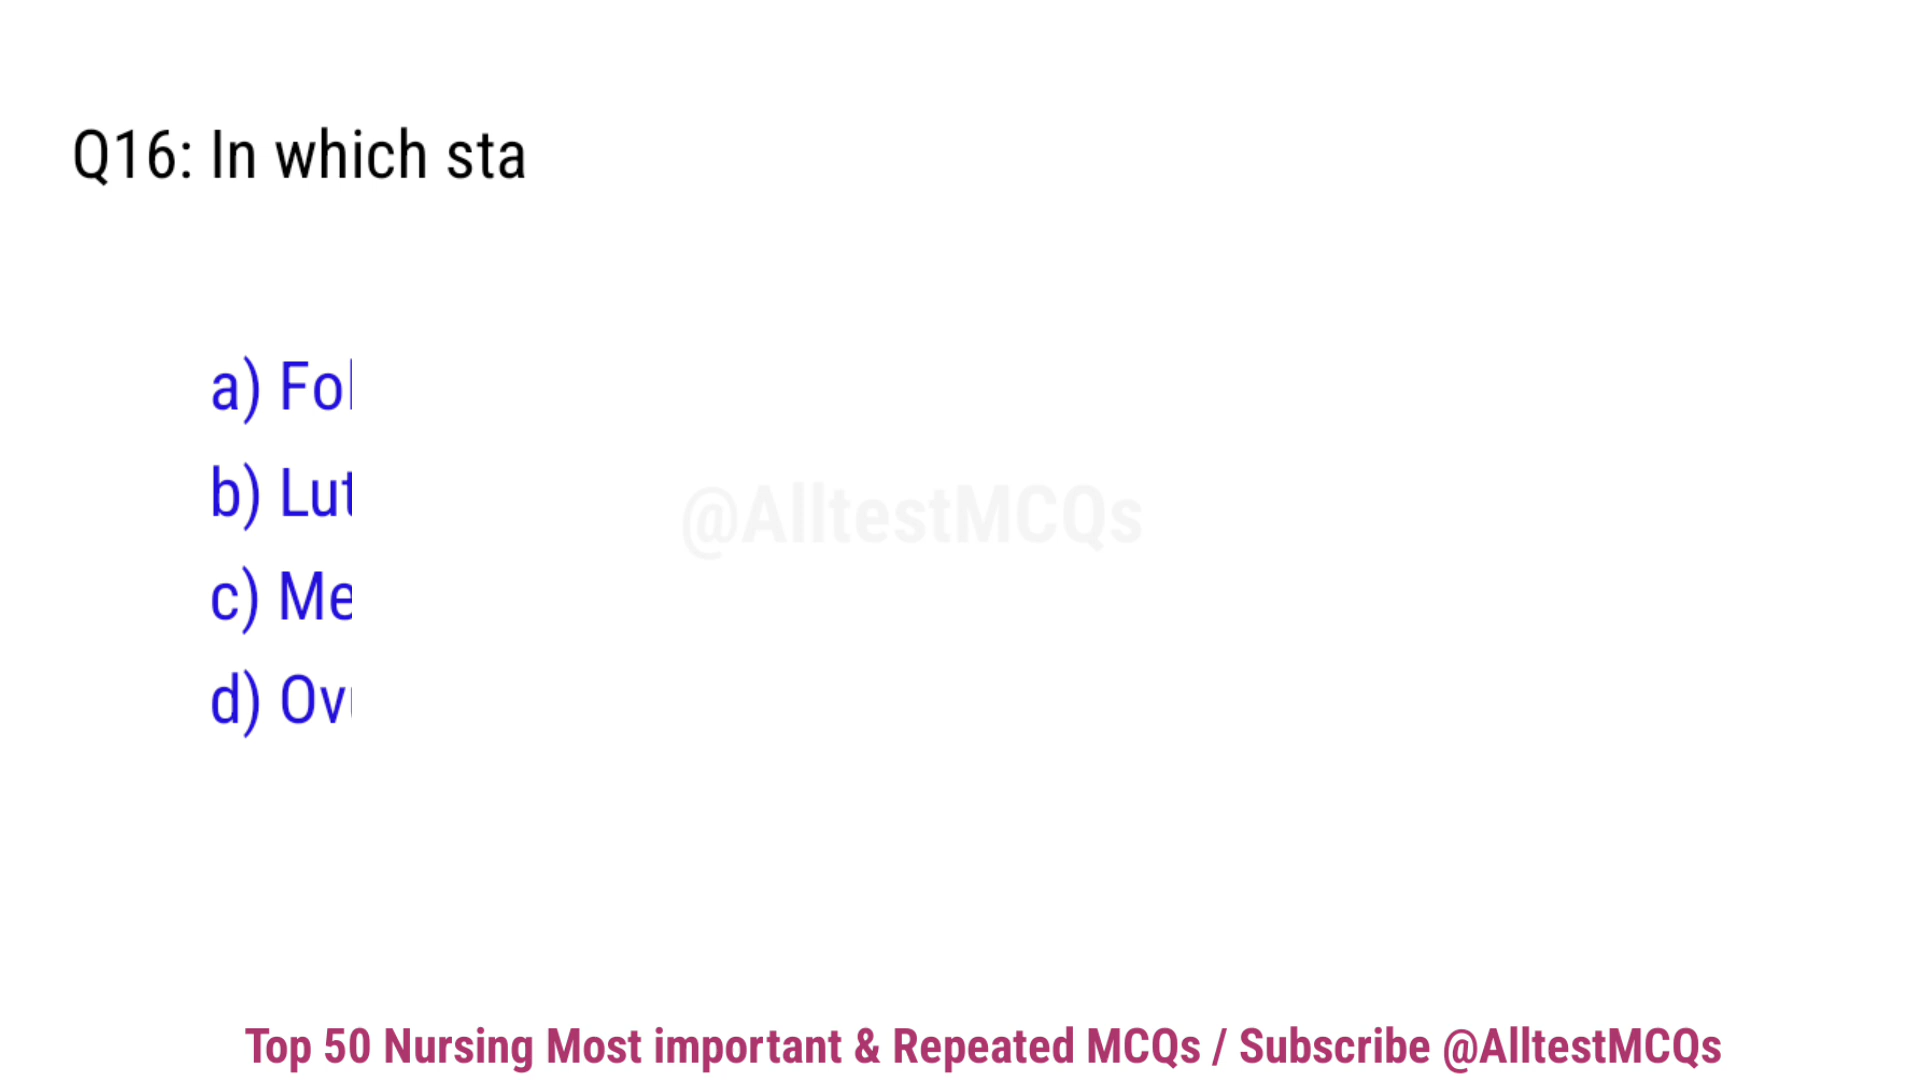 Q16: In which sta
a) Fol
b) Lut
c) Me
d) Ov
@AlltestMCQs
Top 50 Nursing Most important & Repeated MCQs / Subscribe @AlltestMCQs